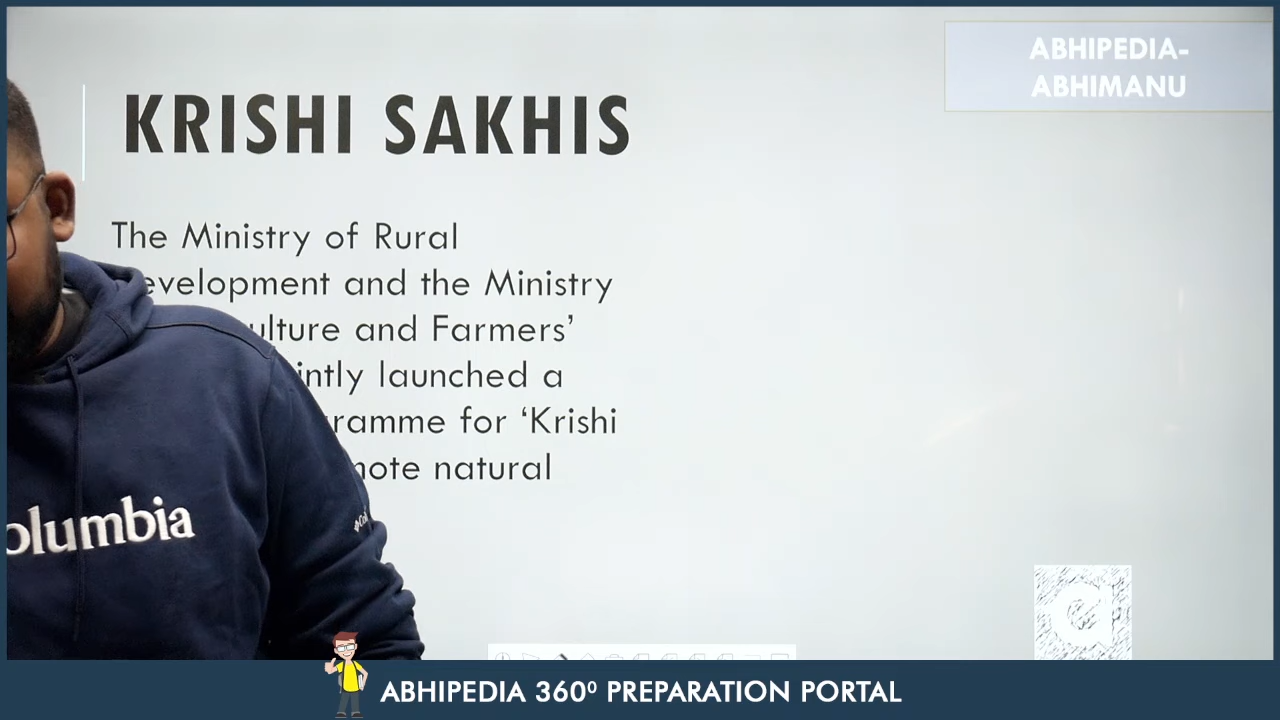 ABHIPEDIA-
ABHIMANU
KRISHI SAKHIS
The Ministry of Rural
evelopment and the Ministry
ulture and Farmers’
intly launched a
ramme for ‘Krishi
mote natural
olumbia
ABHIPEDIA 360⁰ PREPARATION PORTAL